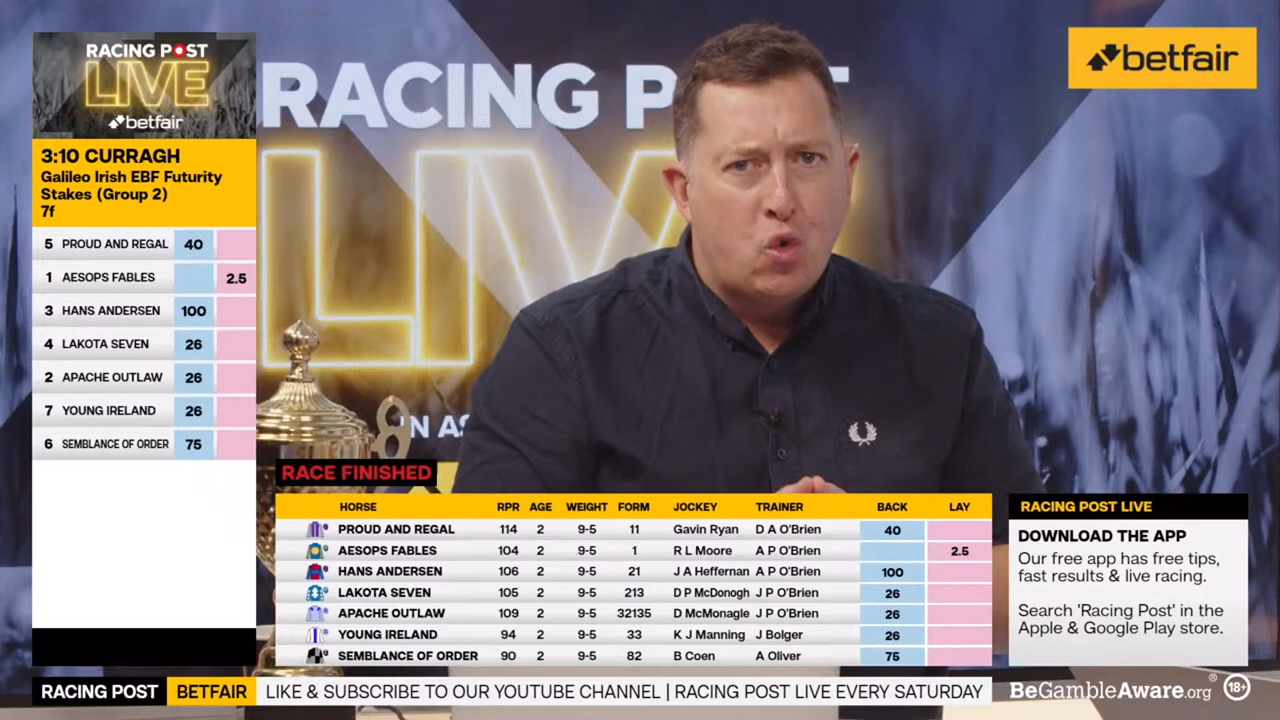 RACING POST
LIVE
betfair
3:10 CURRAGH
Galileo Irish EBF Futurity
Stakes (Group 2)
7f
5 PROUD AND REGAL 40
1 AESOPS FABLES 2.5
3 HANS ANDERSEN 100
4 LAKOTA SEVEN 26
2 APACHE OUTLAW 26
7 YOUNG IRELAND 26
6 SEMBLANCE OF ORDER 75
betfair
RACING P T
LIVE
IN AS
RACE FINISHED
HORSE RPR AGE WEIGHT FORM JOCKEY TRAINER BACK LAY
PROUD AND REGAL 114 2 9-5 11 Gavin Ryan D A O'Brien 40
AESOPS FABLES 104 2 9-5 1 R L Moore A P O'Brien 2.5
HANS ANDERSEN 106 2 9-5 21 J A Heffernan A P O'Brien 100
LAKOTA SEVEN 105 2 9-5 213 D P McDonogh J P O'Brien 26
APACHE OUTLAW 109 2 9-5 32135 D McMonagle J P O'Brien 26
YOUNG IRELAND 94 2 9-5 33 K J Manning J Bolger 26
SEMBLANCE OF ORDER 90 2 9-5 82 B Coen A Oliver 75
RACING POST LIVE
DOWNLOAD THE APP
Our free app has free tips,
fast results & live racing.
Search 'Racing Post' in the
Apple & Google Play store.
RACING POST BETFAIR LIKE & SUBSCRIBE TO OUR YOUTUBE CHANNEL | RACING POST LIVE EVERY SATURDAY BeGambleAware.org® 18+